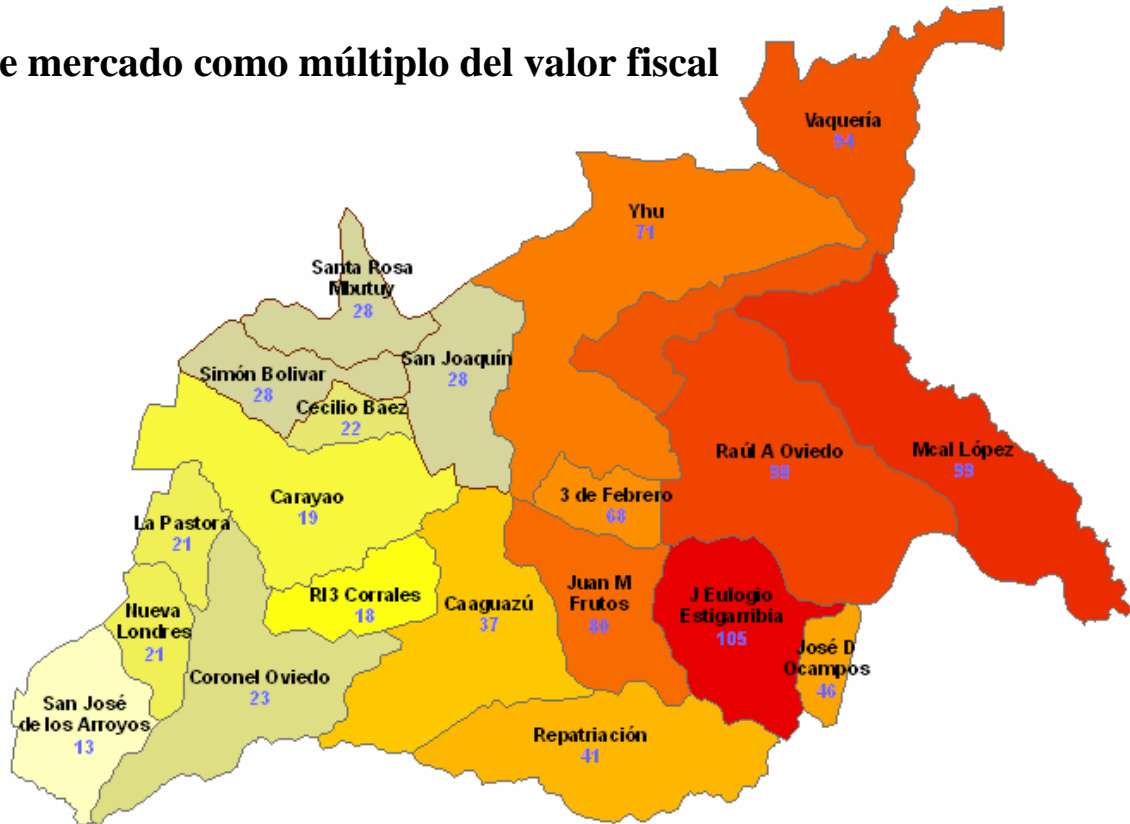 e mercado como múltiplo del valor fiscal
Vaquería
94
Yhu
71
Santa Rosa
Mbutuy
28
San Joaquín
28
Simón Bolivar
28
Cecilio Báez
22
Raúl A Oviedo
98
Mcal López
99
3 de Febrero
68
Carayao
19
La Pastora
21
RI3 Corrales
18
Caaguazú
37
Juan M
Frutos
80
J Eulogio
Estigarribia
105
Nueva
Londres
21
José D
Ocampos
46
Coronel Oviedo
23
San José
de los Arroyos
13
Repatriación
41